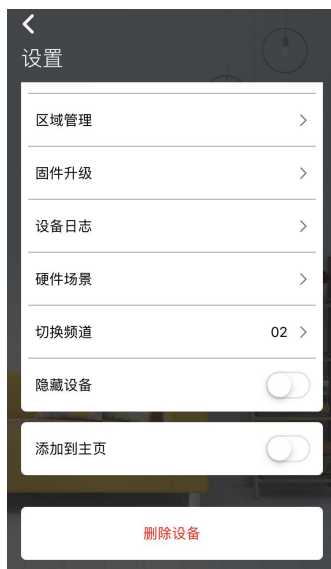 设置
区域管理
固件升级
设备日志
硬件场景
切换频道 02
隐藏设备
添加到主页
删除设备